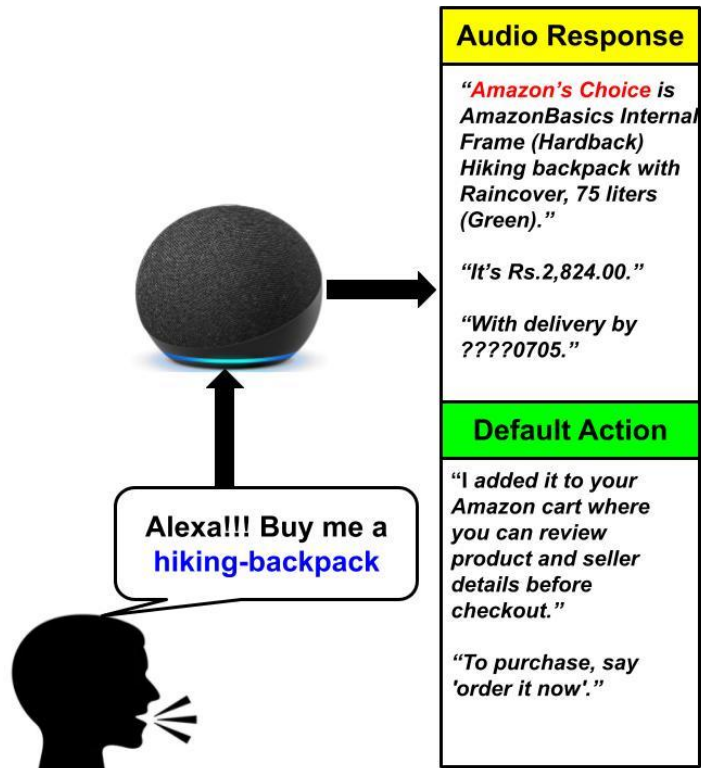 Audio Response
“Amazon’s Choice is
AmazonBasics Internal
Frame (Hardback)
Hiking backpack with
Raincover, 75 liters
(Green).”
“It’s Rs.2,824.00.”
“With delivery by
????0705.”
Default Action
“I added it to your
Amazon cart where
you can review
product and seller
details before
checkout.”
“To purchase, say
'order it now'.”
Alexa!!! Buy me a
hiking-backpack